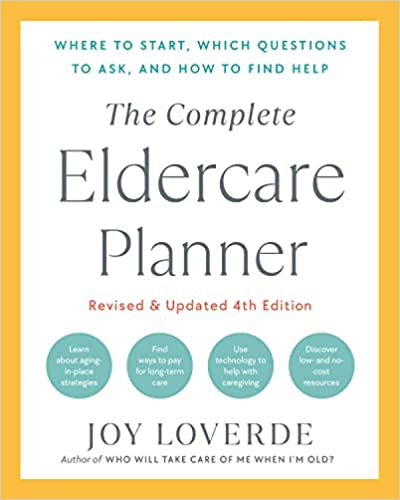 WHERE TO START, WHICH QUESTIONS
TO ASK, AND HOW TO FIND HELP
The Complete
Eldercare
Planner
Revised & Updated 4th Edition
Learn
about aging-
in-place
strategies
Find
ways to pay
for long-term
care
Use
technology to
help with
caregiving
Discover
low- and no-
cost
resources
JOY LOVERDE
Author of WHO WILL TAKE CARE OF ME WHEN I'M OLD?